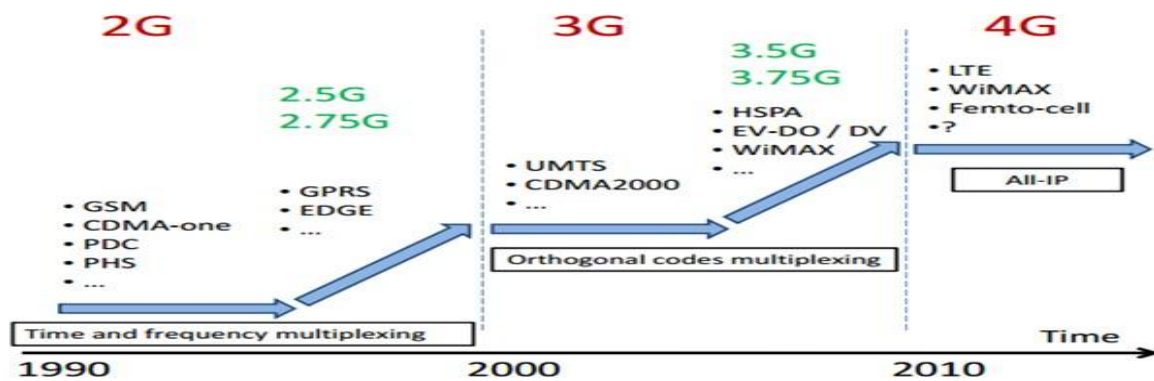 2G
3G
4G
2.5G
2.75G
3.5G
3.75G
• GSM
• CDMA-one
• PDC
• PHS
• ...
• GPRS
• EDGE
• ...
• UMTS
• CDMA2000
• ...
• HSPA
• EV-DO / DV
• WiMAX
• ...
• LTE
• WiMAX
• Femto-cell
•?
Time and frequency multiplexing
Orthogonal codes multiplexing
All-IP
Time
1990
2000
2010